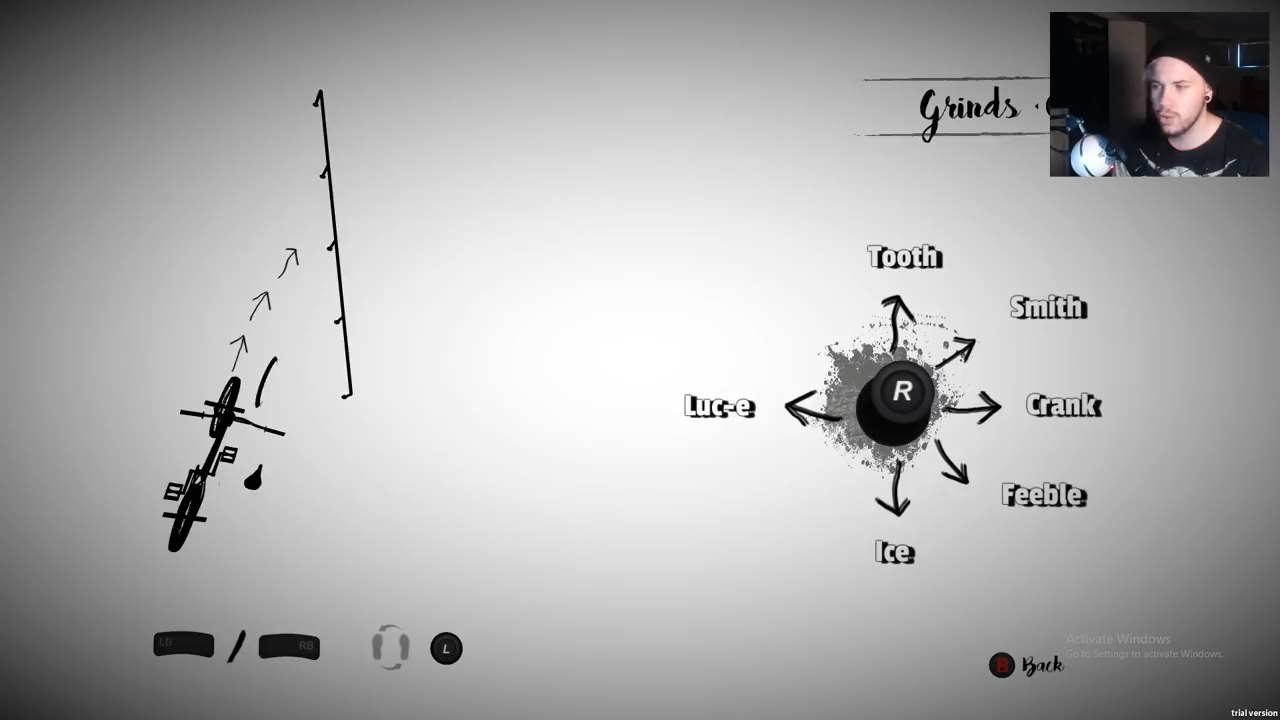 Grinds
Tooth
Smith
R
Luc-e
Crank
Feeble
Ice
LB / RB
L
Activate Windows
Go to Settings to activate Windows.
B Back
trial version